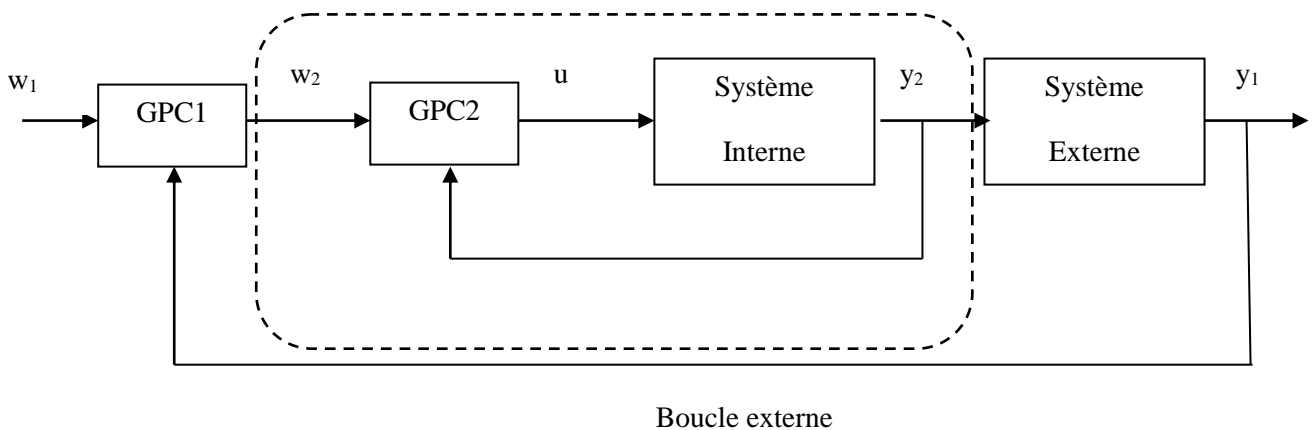 w₁
GPC1
w₂
GPC2
u
Système
Interne
y₂
Système
Externe
y₁
Boucle externe